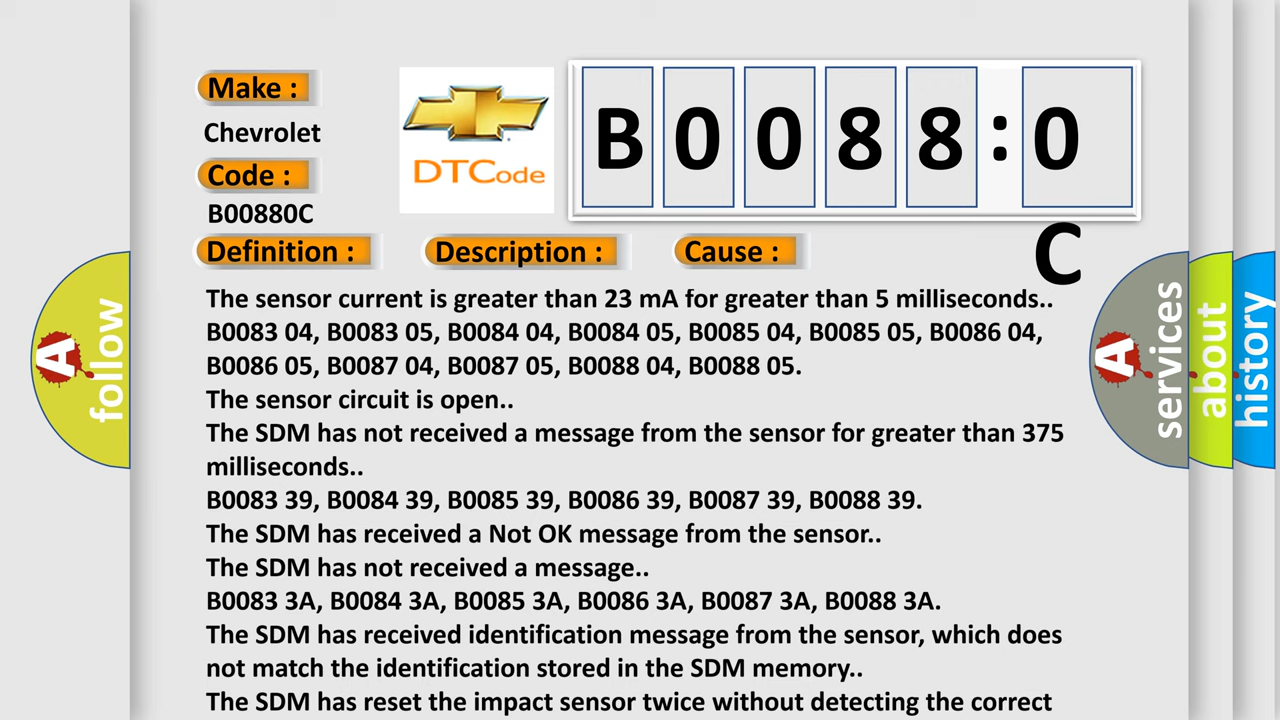 Make :
Chevrolet
Code :
B00880C
DTCode
B0088:0
C
Definition :
Description :
Cause :
The sensor current is greater than 23 mA for greater than 5 milliseconds..
B0083 04, B0083 05, B0084 04, B0084 05, B0085 04, B0085 05, B0086 04,
B0086 05, B0087 04, B0087 05, B0088 04, B0088 05.
The sensor circuit is open..
The SDM has not received a message from the sensor for greater than 375
milliseconds..
B0083 39, B0084 39, B0085 39, B0086 39, B0087 39, B0088 39.
The SDM has received a Not OK message from the sensor..
The SDM has not received a message..
B0083 3A, B0084 3A, B0085 3A, B0086 3A, B0087 3A, B0088 3A.
The SDM has received identification message from the sensor, which does
not match the identification stored in the SDM memory..
The SDM has reset the impact sensor twice without detecting the correct
A
follow
A
services
about
history